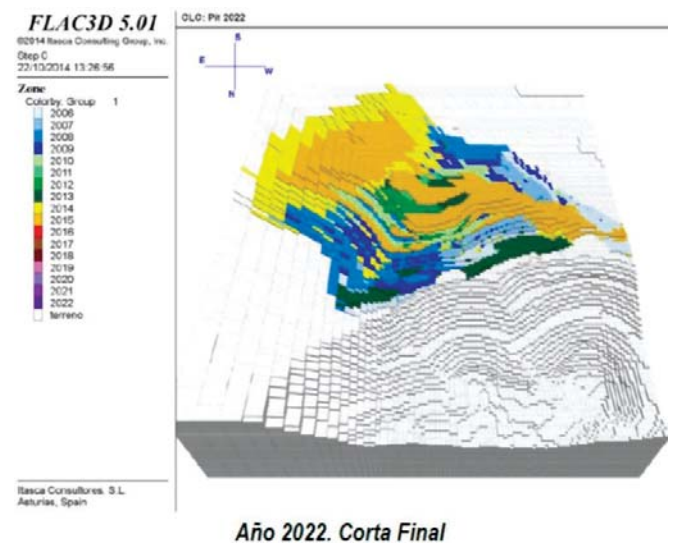 FLAC3D 5.01
©2014 Itasca Consulting Group, Inc.
Step 0
22/10/2014 13:26:56
Zone
Colorby: Group 1
2006
2007
2008
2009
2010
2011
2012
2013
2014
2015
2016
2017
2018
2019
2020
2021
2022
terreno
Itasca Consultores, S.L.
Asturias, Spain
CLC: Pit 2022
S
E
W
N
Año 2022. Corta Final